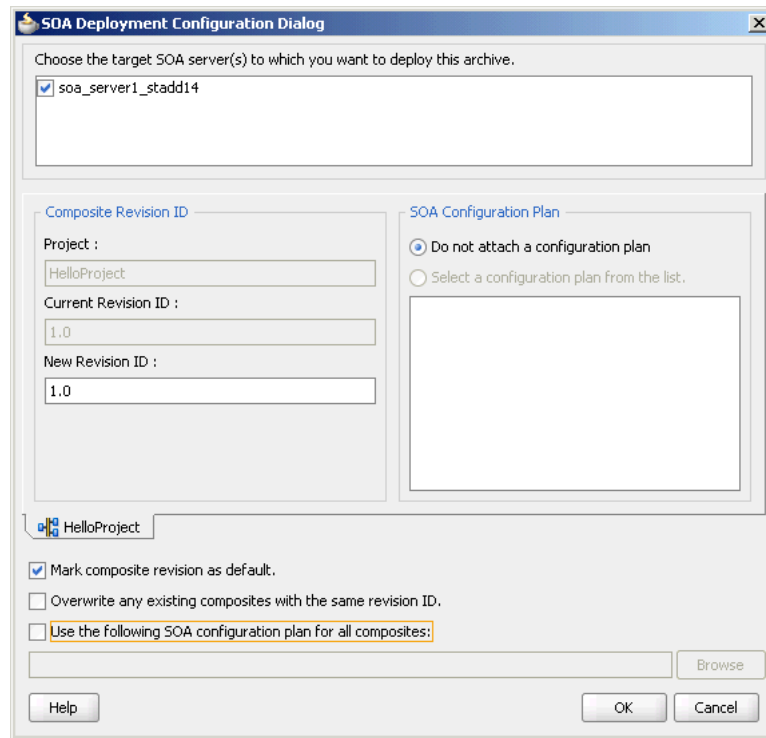 SOA Deployment Configuration Dialog
Choose the target SOA server(s) to which you want to deploy this archive.
soa_server1_stadd14
Composite Revision ID
Project :
HelloProject
Current Revision ID :
1.0
New Revision ID :
1.0
SOA Configuration Plan
Do not attach a configuration plan
Select a configuration plan from the list.
HelloProject
Mark composite revision as default.
Overwrite any existing composites with the same revision ID.
Use the following SOA configuration plan for all composites:
Browse
Help
OK
Cancel